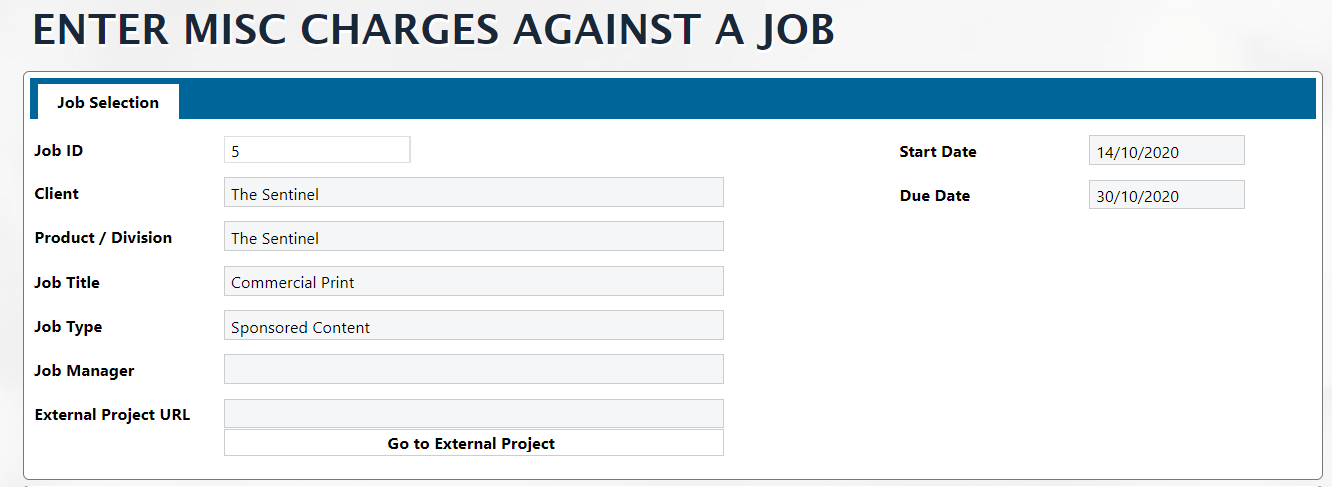 ENTER MISC CHARGES AGAINST A JOB
Job Selection
Job ID 5
Start Date 14/10/2020
Client The Sentinel
Due Date 30/10/2020
Product / Division The Sentinel
Job Title Commercial Print
Job Type Sponsored Content
Job Manager
External Project URL
Go to External Project